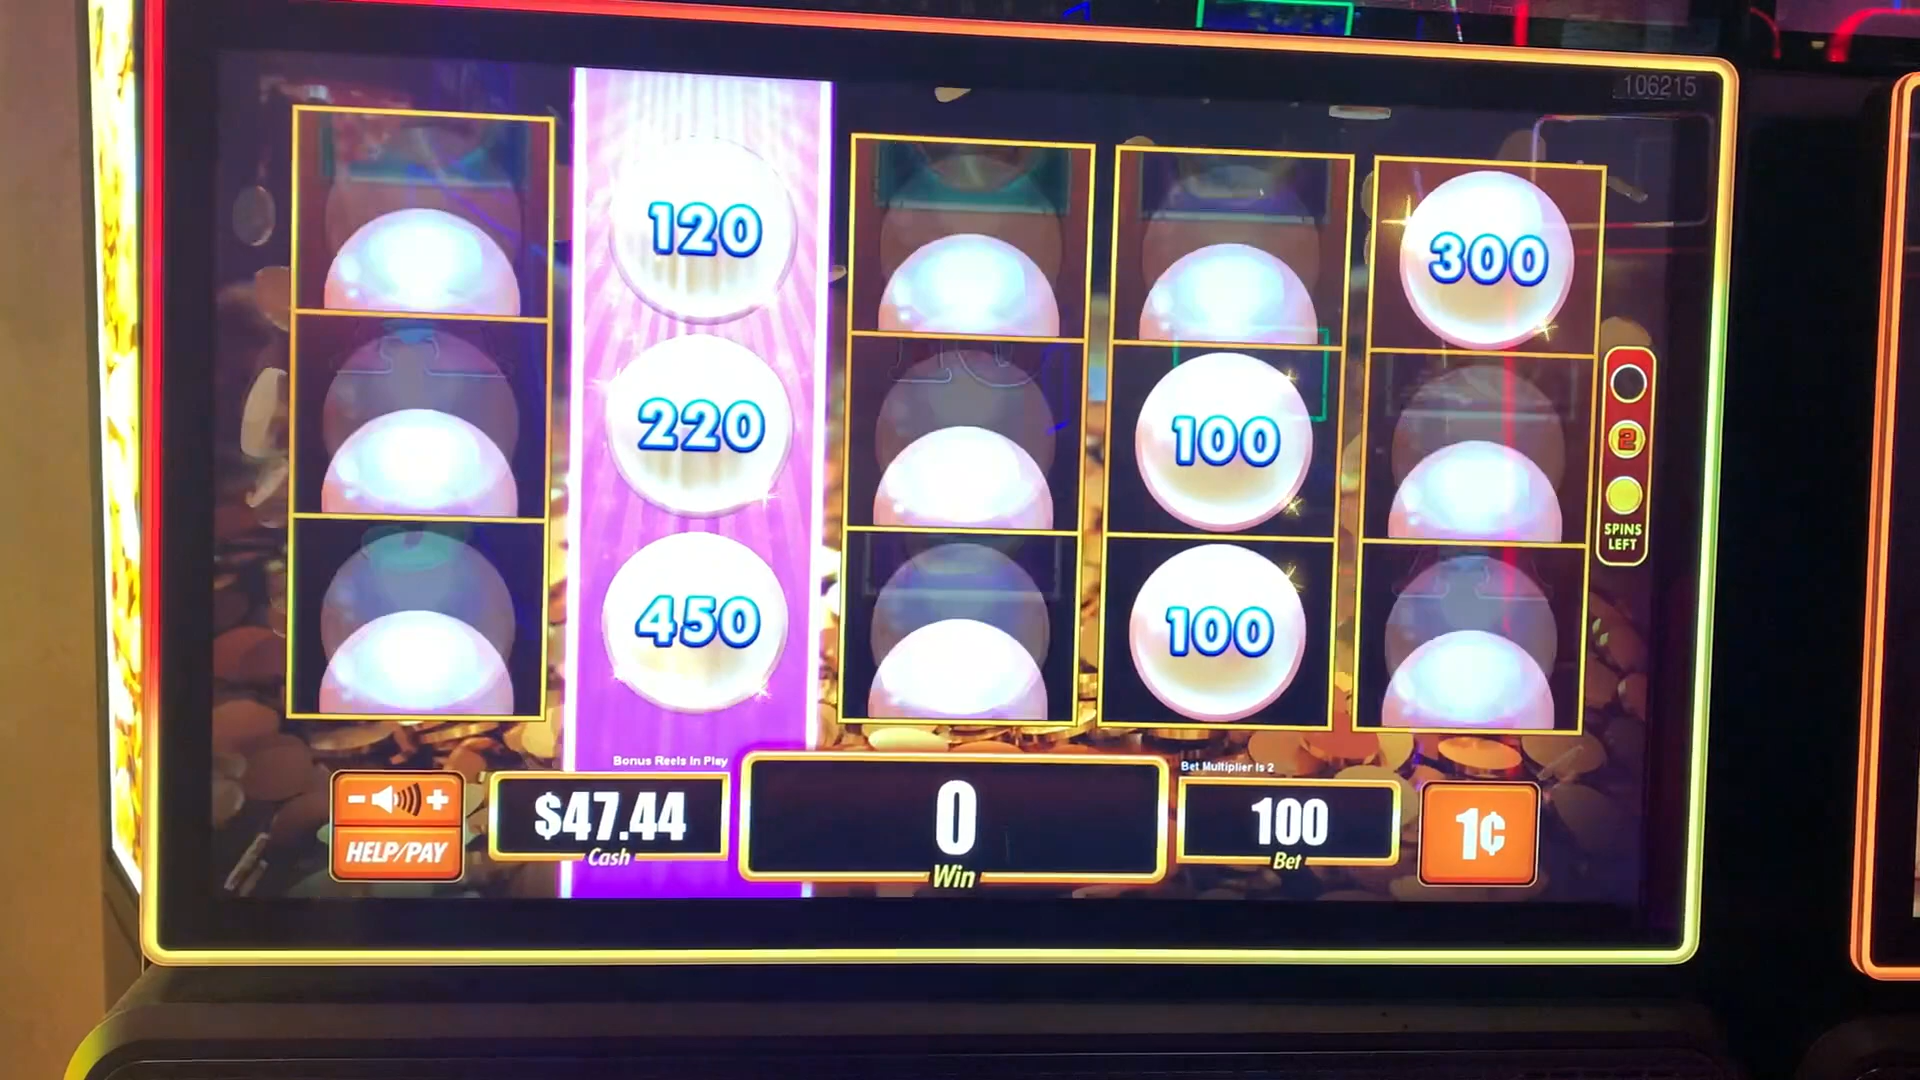 106215
120
300
220
100
2
450
100
SPINS
LEFT
Bonus Reels In Play
Bet Multiplier Is 2
- +
HELP/PAY
$47.44
Cash
0
Win
100
Bet
1¢